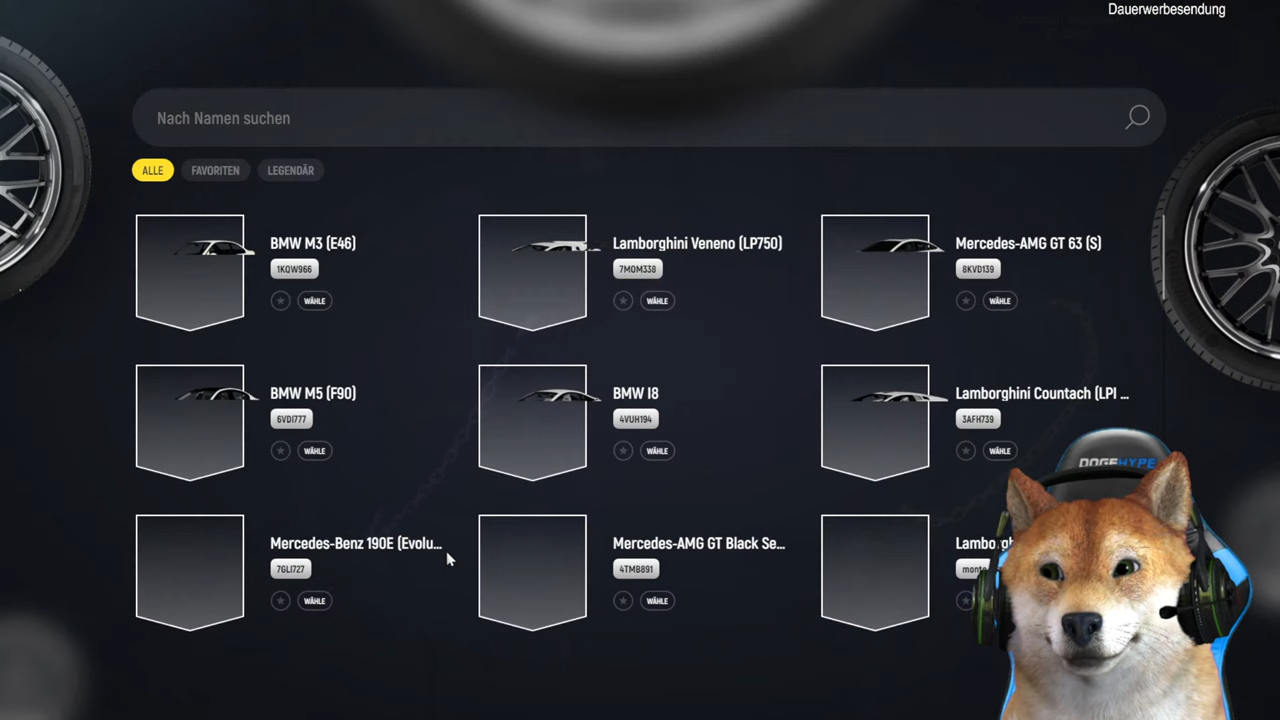 Dauerwerbesendung
Nach Namen suchen
ALLE FAVORITEN LEGENDÄR
BMW M3 (E46)
1KQW966
WÄHLE
Lamborghini Veneno (LP750)
7MOM338
WÄHLE
Mercedes-AMG GT 63 (S)
8KVD139
WÄHLE
BMW M5 (F90)
6VDI777
WÄHLE
BMW I8
4VUH194
WÄHLE
Lamborghini Countach (LPI ...
3AFH739
WÄHLE
Mercedes-Benz 190E (Evolu...
7GLI727
WÄHLE
Mercedes-AMG GT Black Se...
4TMB891
WÄHLE
DOGEHYPE